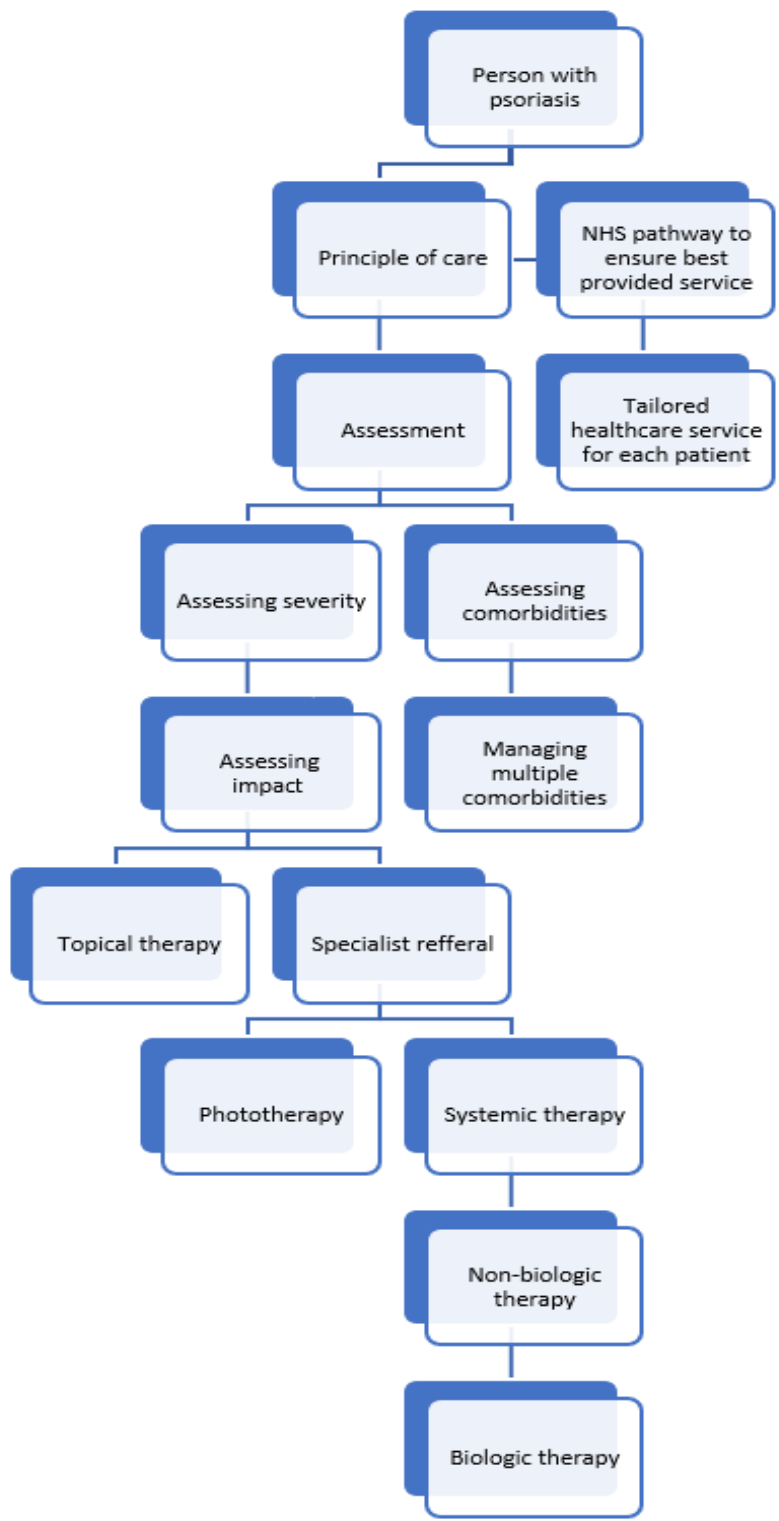 Person with
psoriasis
Principle of care
NHS pathway to
ensure best
provided service
Assessment
Tailored
healthcare service
for each patient
Assessing severity
Assessing
comorbidities
Assessing
impact
Managing
multiple
comorbidities
Topical therapy
Specialist refferal
Phototherapy
Systemic therapy
Non-biologic
therapy
Biologic therapy